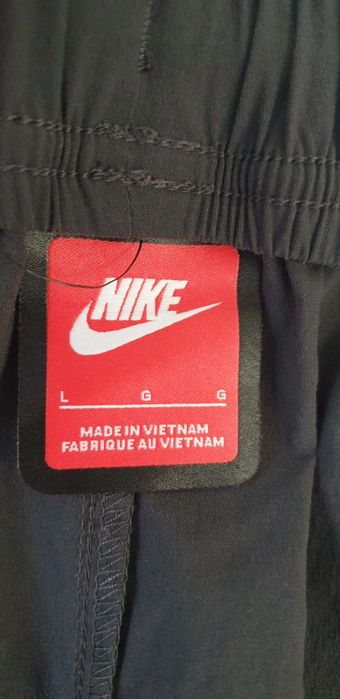 NIKE
L G G
MADE IN VIETNAM
FABRIQUE AU VIETNAM